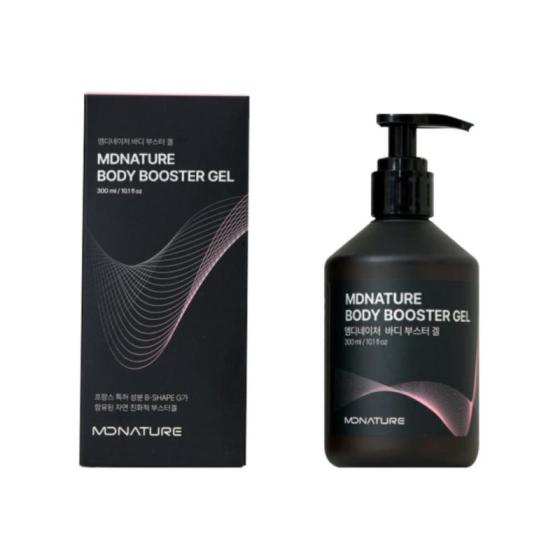 엠디네이처 바디 부스터 겔
MDNATURE
BODY BOOSTER GEL
300 ml / 10.1 fl oz
프랑스 특허 성분 B-SHAPE G가
함유된 자연 친화적 부스터겔
MDNATURE
MDNATURE
BODY BOOSTER GEL
엠디네이처 바디 부스터 겔
300 ml / 10.1 fl oz
MDNATURE